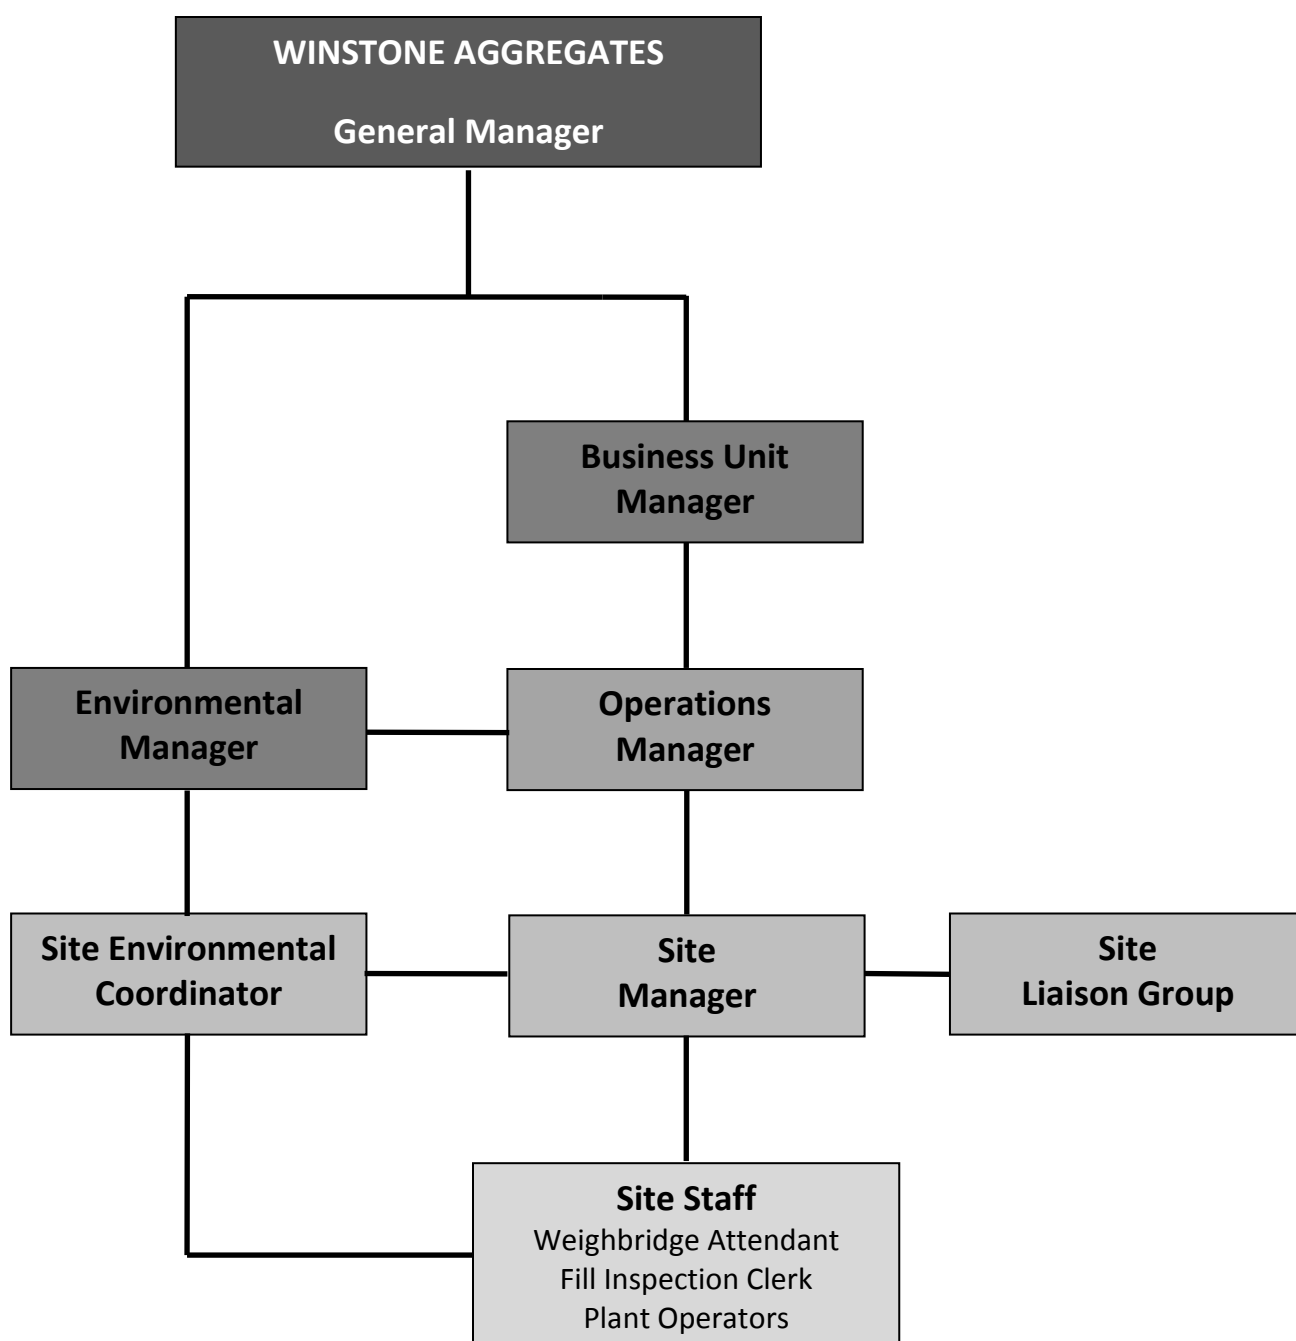 WINSTONE AGGREGATES
General Manager
Business Unit
Manager
Environmental
Manager
Operations
Manager
Site Environmental
Coordinator
Site
Manager
Site
Liaison Group
Site Staff
Weighbridge Attendant
Fill Inspection Clerk
Plant Operators